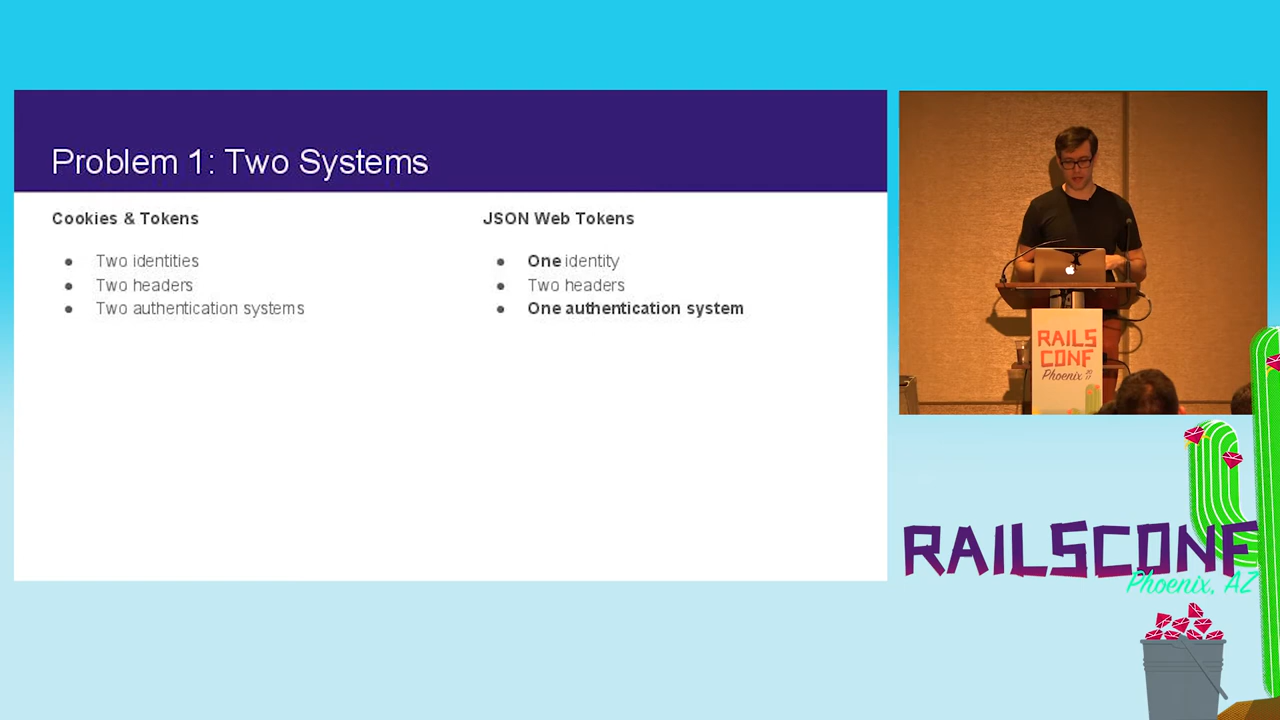 Problem 1: Two Systems
Cookies & Tokens
● Two identities
● Two headers
● Two authentication systems
JSON Web Tokens
● One identity
● Two headers
● One authentication system
RAILS
CONF
Phoenix 2017
RAILSCONF
Phoenix, AZ